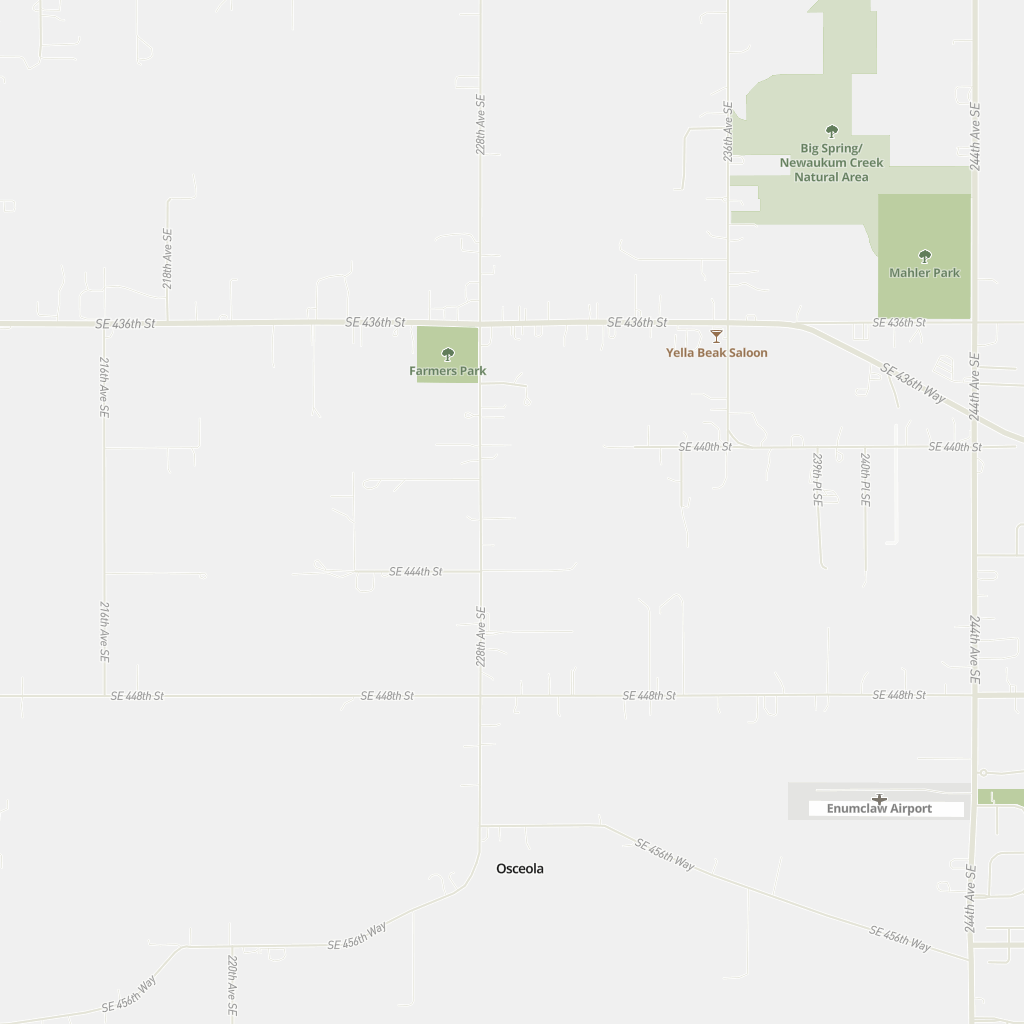 228th Ave SE
236th Ave SE
244th Ave SE
Big Spring/
Newaukum Creek
Natural Area
218th Ave SE
Mahler Park
SE 436th St
SE 436th St
SE 436th St
SE 436th St
Yella Beak Saloon
Farmers Park
216th Ave SE
SE 436th Way
244th Ave SE
SE 440th St
SE 440th St
239th Pl SE
240th Pl SE
SE 444th St
216th Ave SE
228th Ave SE
244th Ave SE
SE 448th St
SE 448th St
SE 448th St
SE 448th St
Enumclaw Airport
SE 456th Way
Osceola
244th Ave SE
SE 456th Way
SE 456th Way
220th Ave SE
SE 456th Way